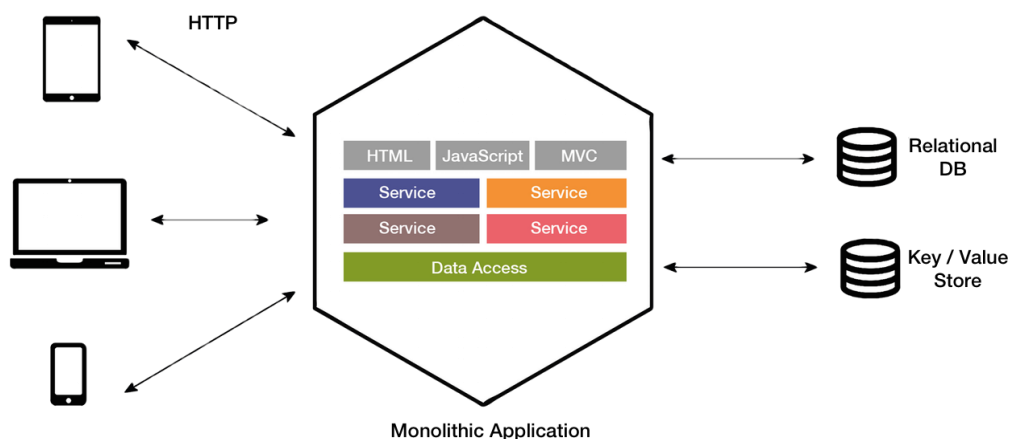 HTTP
HTML
JavaScript
MVC
Service
Service
Service
Service
Data Access
Relational
DB
Key / Value
Store
Monolithic Application